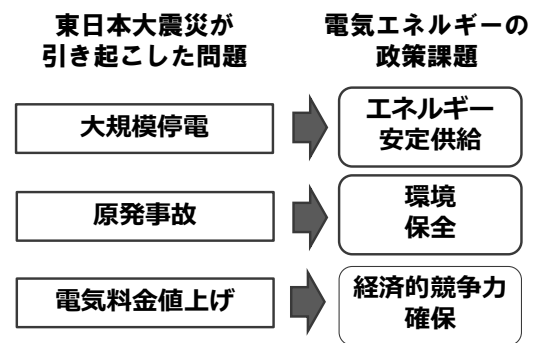 東日本大震災が
引き起こした問題
電気エネルギーの
政策課題
大規模停電
エネルギー
安定供給
原発事故
環境
保全
電気料金値上げ
経済的競争力
確保